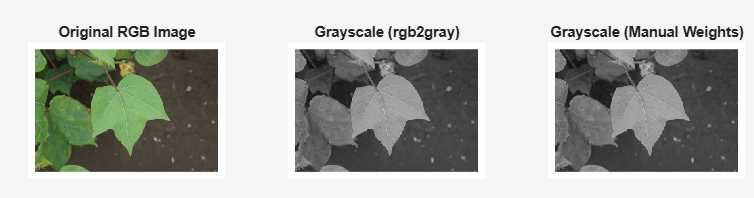 Original RGB Image
Grayscale (rgb2gray)
Grayscale (Manual Weights)